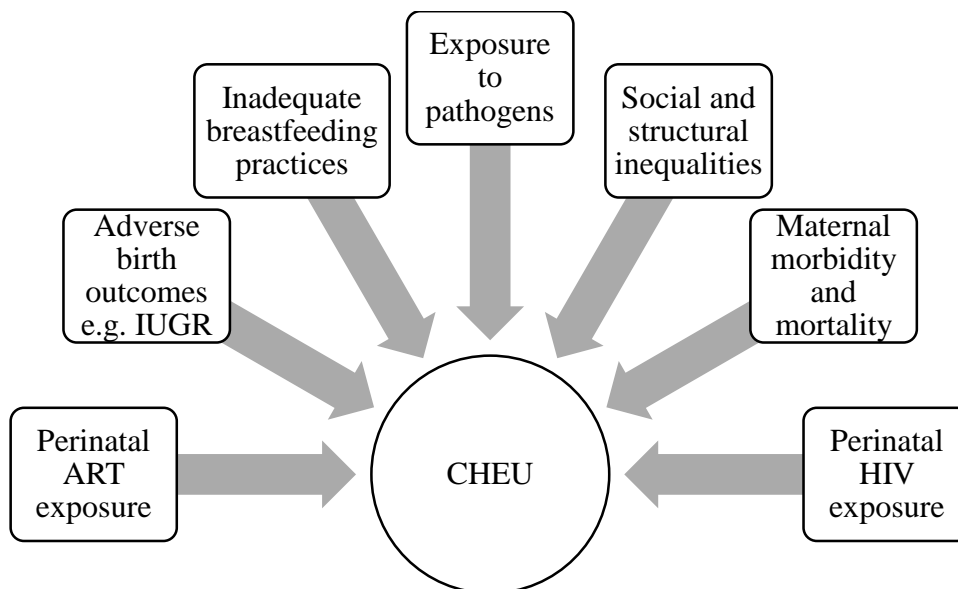 Perinatal
ART
exposure
Adverse
birth
outcomes
e.g. IUGR
Inadequate
breastfeeding
practices
Exposure
to
pathogens
Social and
structural
inequalities
Maternal
morbidity
and
mortality
Perinatal
HIV
exposure
CHEU